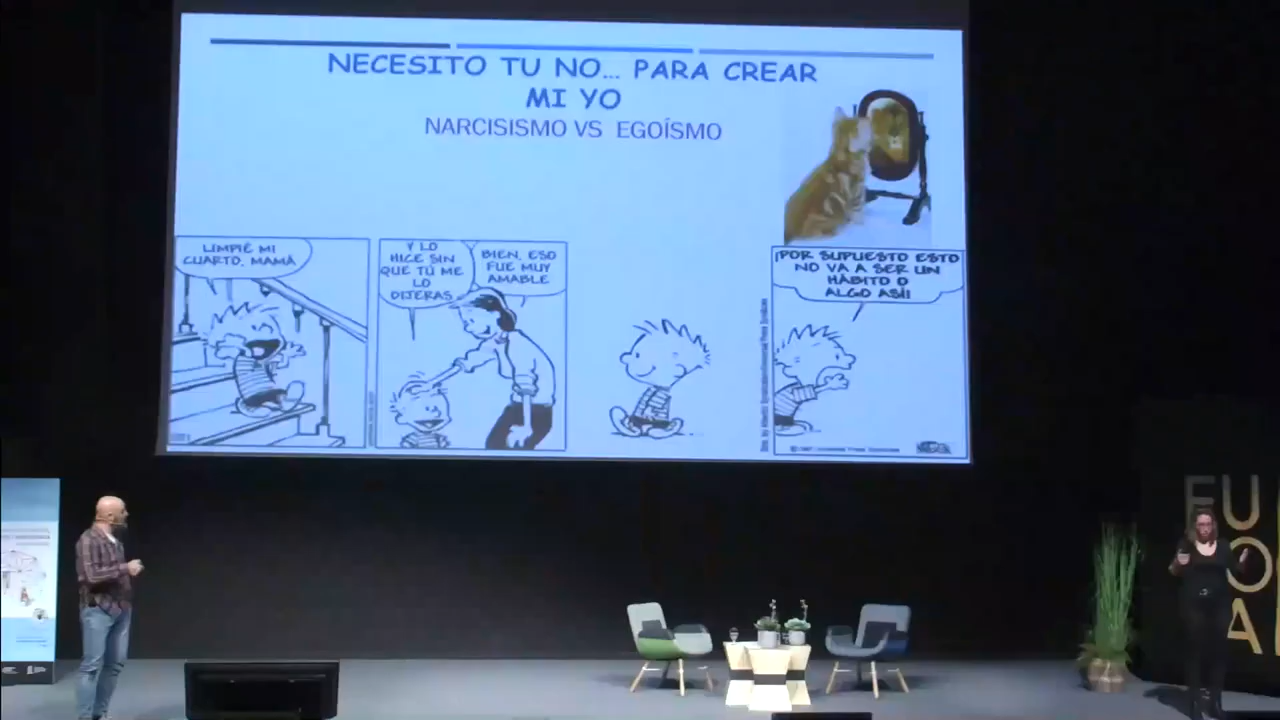 NECESITO TU NO... PARA CREAR
MI YO
NARCISISMO VS EGOÍSMO
LIMPIÉ MI
CUARTO, MAMÁ
Y LO
HICE SIN
QUE TÚ ME
LO
DIJERAS
BIEN, ESO
FUE MUY
AMABLE
¡POR SUPUESTO ESTO
NO VA A SER UN
HÁBITO O
ALGO ASÍ!
FU
O
A